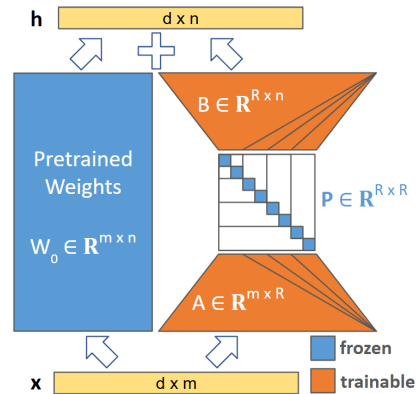 h d x n
B ∈ R^{R x n}
Pretrained
Weights
W_0 ∈ R^{m x n}
P ∈ R^{R x R}
A ∈ R^{m x R}
frozen
x d x m
trainable